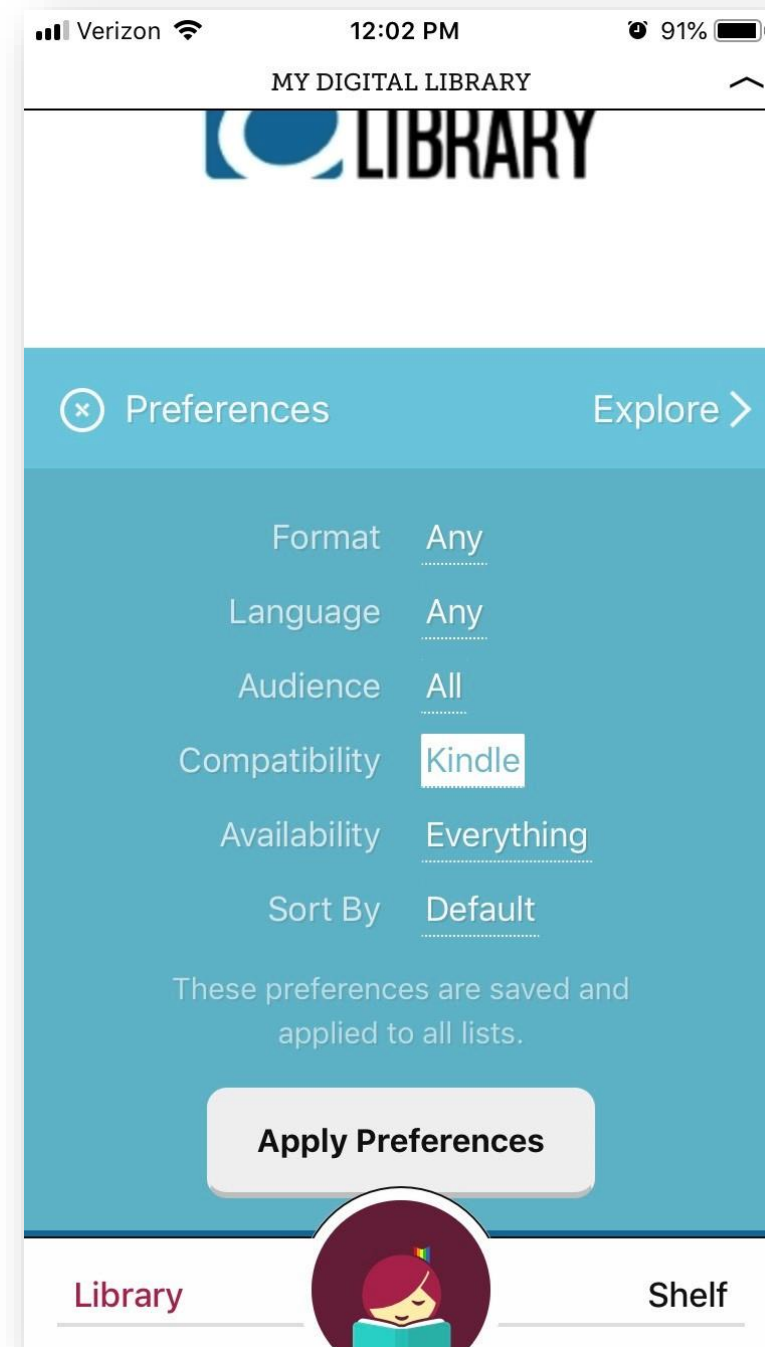 Verizon 12:02 PM 91%
MY DIGITAL LIBRARY
LIBRARY
Preferences Explore
Format Any
Language Any
Audience All
Compatibility Kindle
Availability Everything
Sort By Default
These preferences are saved and
applied to all lists.
Apply Preferences
Library Shelf